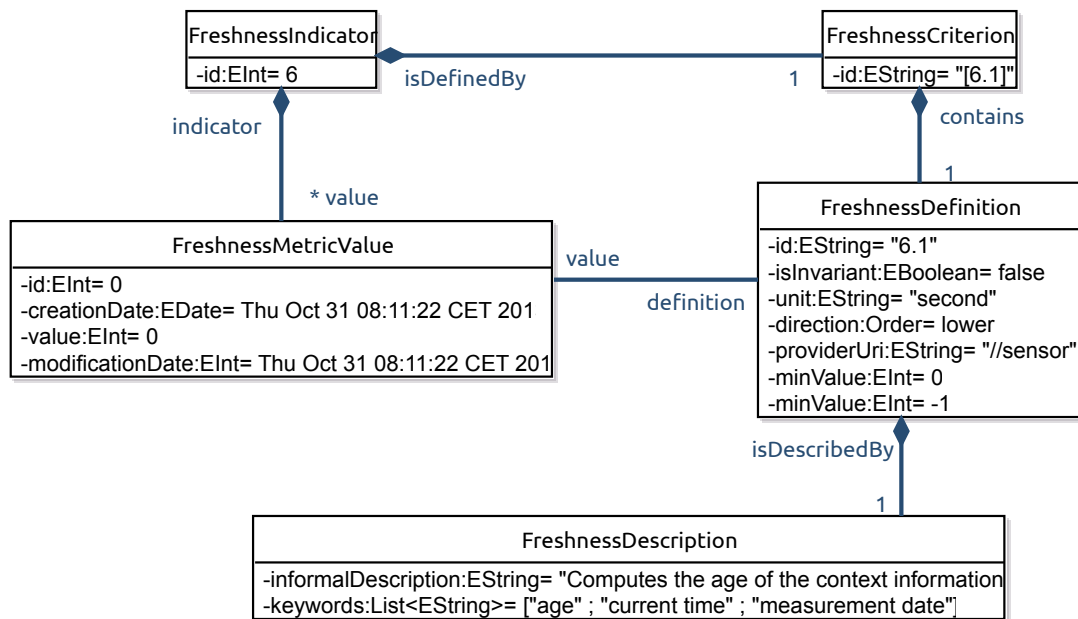 FreshnessIndicator
-id:EInt= 6
FreshnessCriterion
-id:EString= "[6.1]"
isDefinedBy
1
indicator
contains
* value
1
FreshnessMetricValue
-id:EInt= 0
-creationDate:EDate= Thu Oct 31 08:11:22 CET 201
-value:EInt= 0
-modificationDate:EInt= Thu Oct 31 08:11:22 CET 201
value
definition
FreshnessDefinition
-id:EString= "6.1"
-isInvariant:EBoolean= false
-unit:EString= "second"
-direction:Order= lower
-providerUri:EString= "//sensor"
-minValue:EInt= 0
-minValue:EInt= -1
isDescribedBy
1
FreshnessDescription
-informalDescription:EString= "Computes the age of the context information
-keywords:List<EString>= ["age" ; "current time" ; "measurement date"]